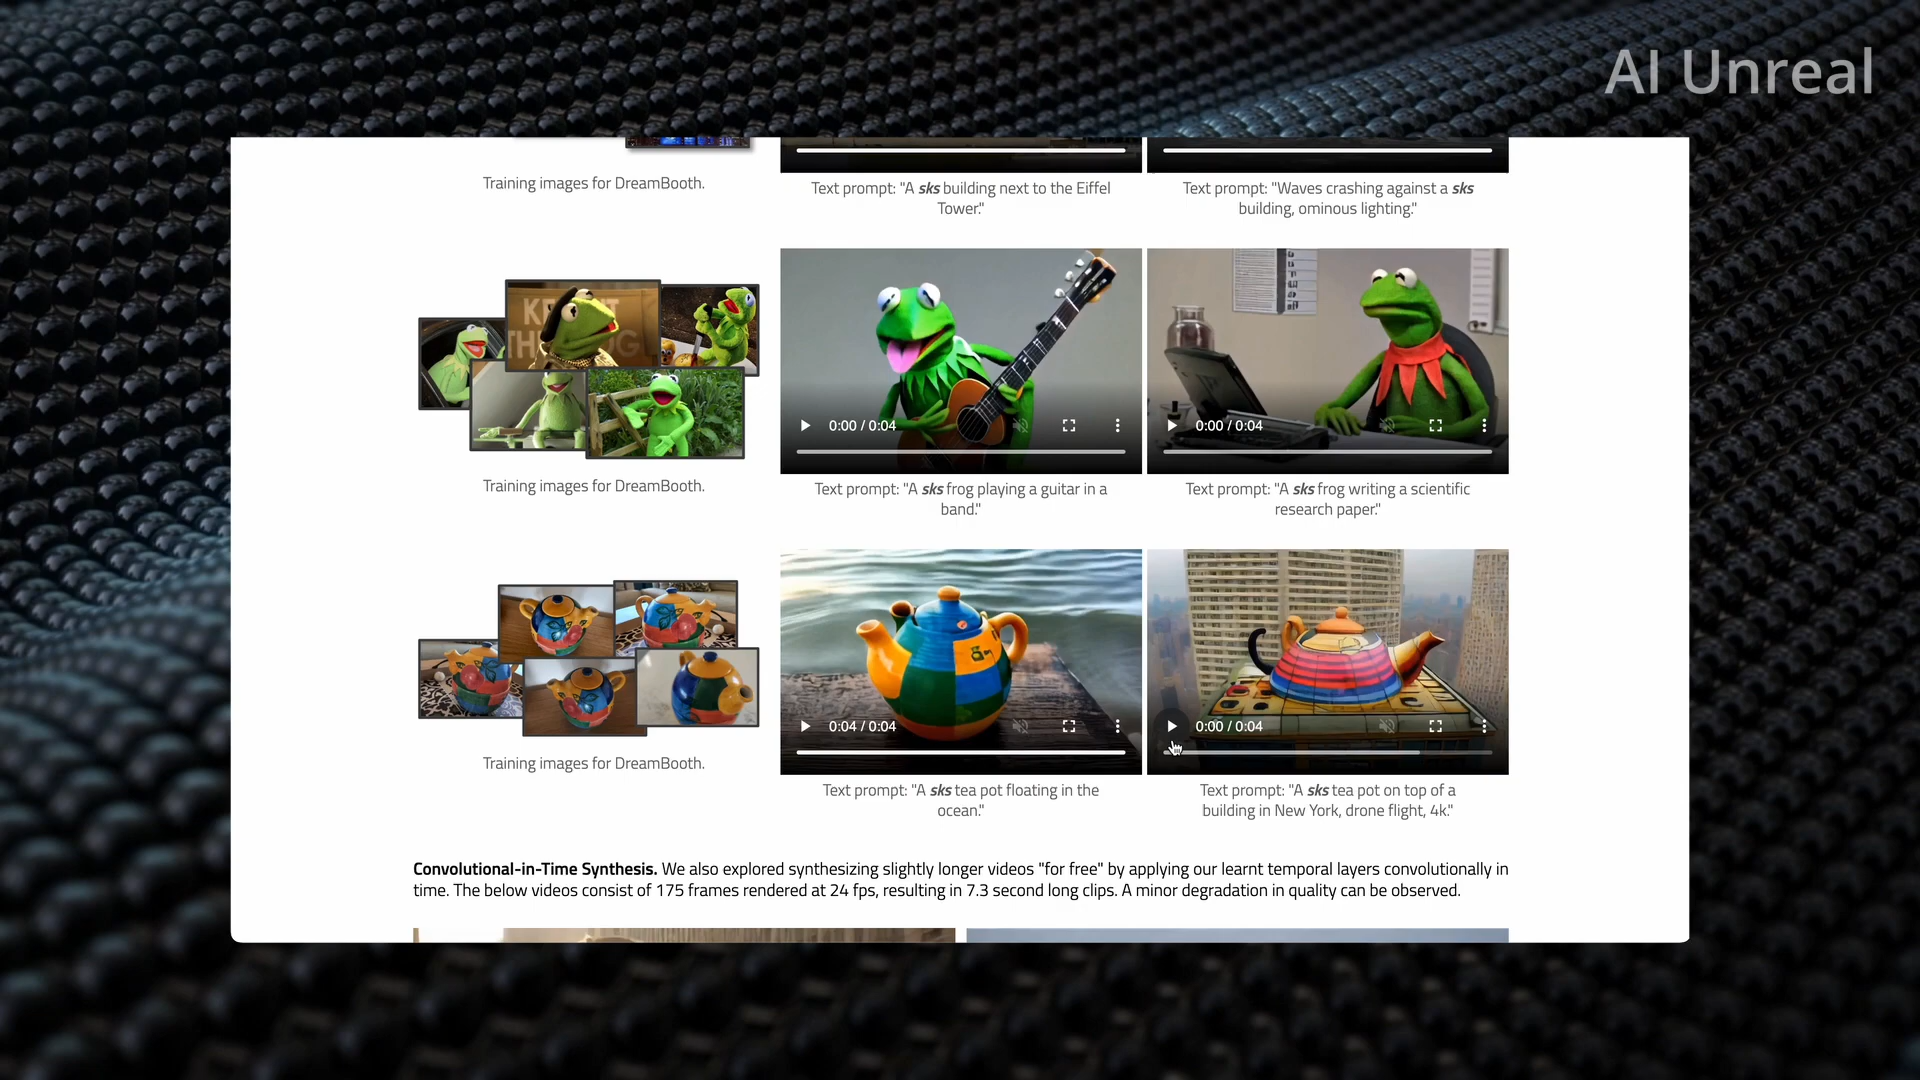 AI Unreal
Training images for DreamBooth.
Text prompt: "A sks building next to the Eiffel
Tower."
Text prompt: "Waves crashing against a sks
building, ominous lighting."
0:00 / 0:04
0:00 / 0:04
Training images for DreamBooth.
Text prompt: "A sks frog playing a guitar in a
band."
Text prompt: "A sks frog writing a scientific
research paper."
0:04 / 0:04
0:00 / 0:04
Training images for DreamBooth.
Text prompt: "A sks tea pot floating in the
ocean."
Text prompt: "A sks tea pot on top of a
building in New York, drone flight, 4k."
Convolutional-in-Time Synthesis. We also explored synthesizing slightly longer videos "for free" by applying our learnt temporal layers convolutionally in
time. The below videos consist of 175 frames rendered at 24 fps, resulting in 7.3 second long clips. A minor degradation in quality can be observed.